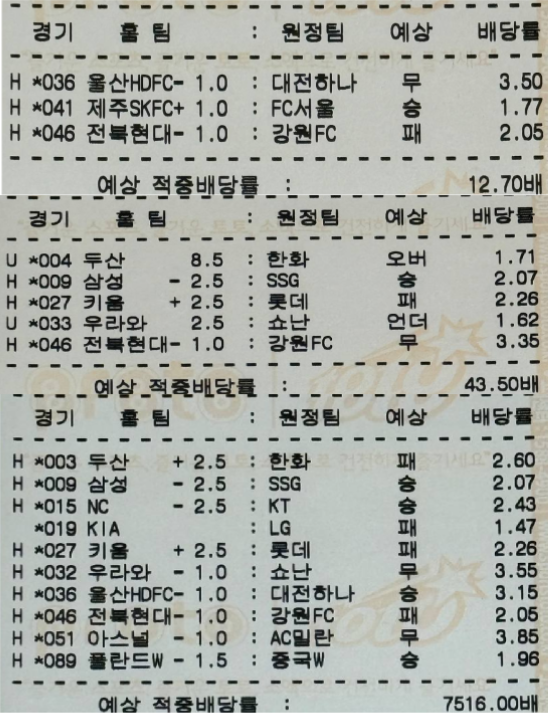 경기 홈 팀 : 원정팀 예상 배당률
H *036 울산HDFC- 1.0 : 대전하나 무 3.50
H *041 제주SKFC+ 1.0 : FC서울 승 1.77
H *046 전북현대- 1.0 : 강원FC 패 2.05
예상 적중배당률 : 12.70배
경기 홈 팀 : 원정팀 예상 배당률
U *004 두산 8.5 : 한화 오버 1.71
H *009 삼성 - 2.5 : SSG 승 2.07
H *027 키움 + 2.5 : 롯데 패 2.26
U *033 우라와 2.5 : 쇼난 언더 1.62
H *046 전북현대- 1.0 : 강원FC 무 3.35
예상 적중배당률 : 43.50배
경기 홈 팀 : 원정팀 예상 배당률
H *003 두산 + 2.5 : 한화 패 2.60
H *009 삼성 - 2.5 : SSG 승 2.07
H *015 NC - 2.5 : KT 승 2.43
*019 KIA : LG 패 1.47
H *027 키움 + 2.5 : 롯데 패 2.26
H *032 우라와 - 1.0 : 쇼난 무 3.55
H *036 울산HDFC- 1.0 : 대전하나 승 3.15
H *046 전북현대- 1.0 : 강원FC 패 2.05
H *051 아스널 - 1.0 : AC밀란 무 3.85
H *089 폴란드W - 1.5 : 중국W 승 1.96
예상 적중배당률 : 7516.00배